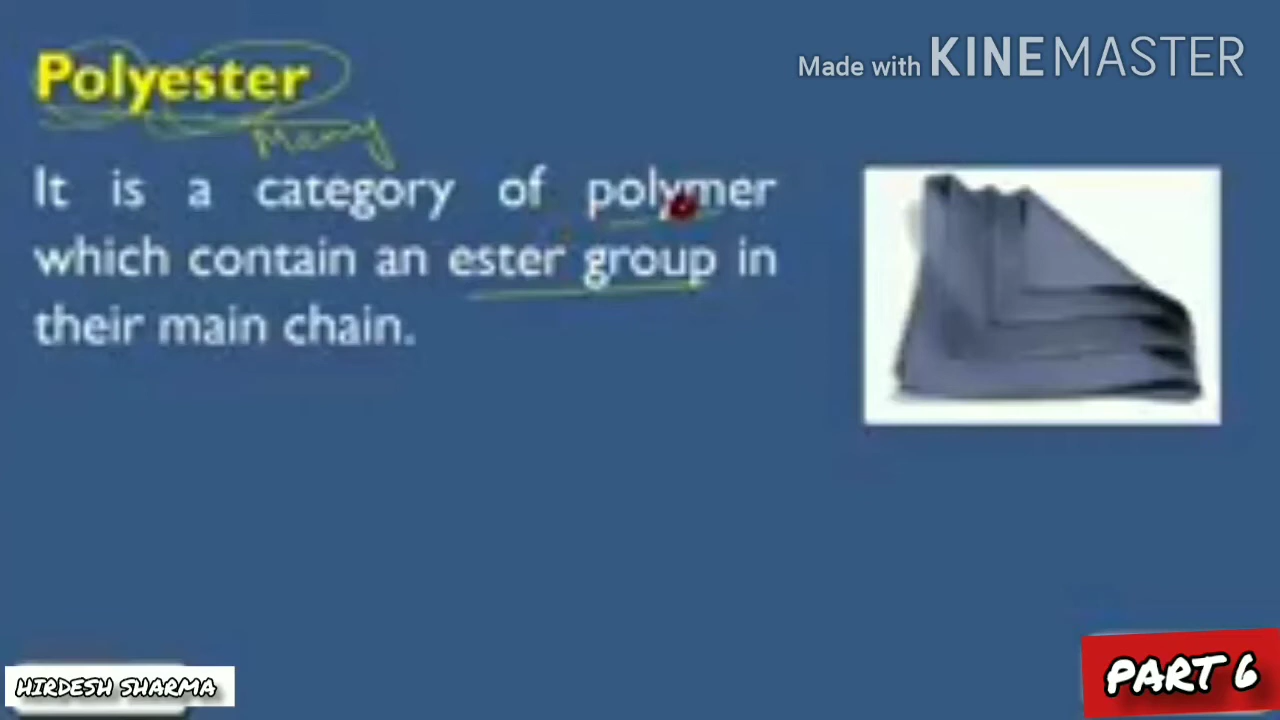 Made with KINEMASTER
Polyester
Many
It is a category of polymer
which contain an ester group in
their main chain.
HIRDESH SHARMA
PART 6